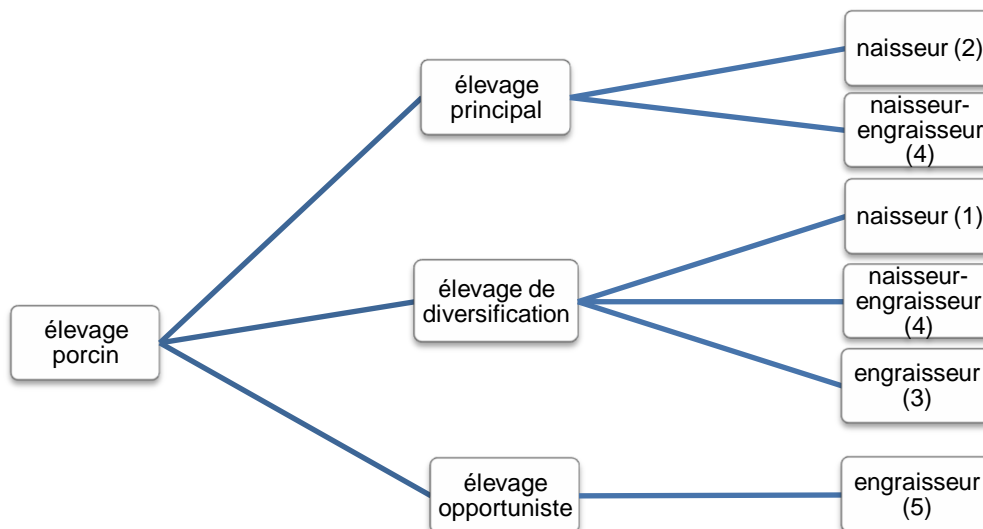 élevage
porcin
élevage
principal
naisseur (2)
naisseur-
engraisseur
(4)
élevage de
diversification
naisseur (1)
naisseur-
engraisseur
(4)
engraisseur
(3)
élevage
opportuniste
engraisseur
(5)